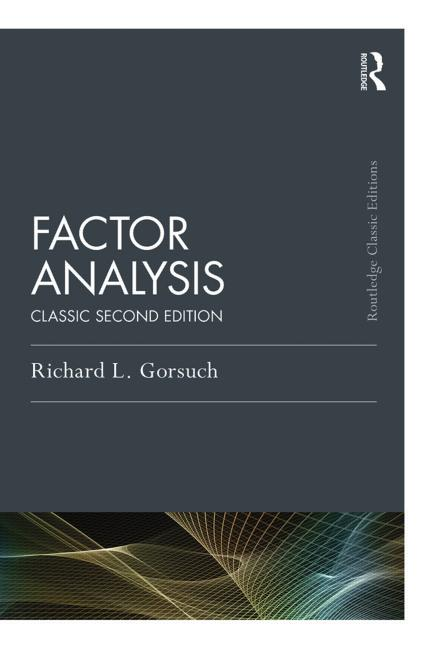 ROUTLEDGE
Routledge Classic Editions
FACTOR
ANALYSIS
CLASSIC SECOND EDITION
Richard L. Gorsuch